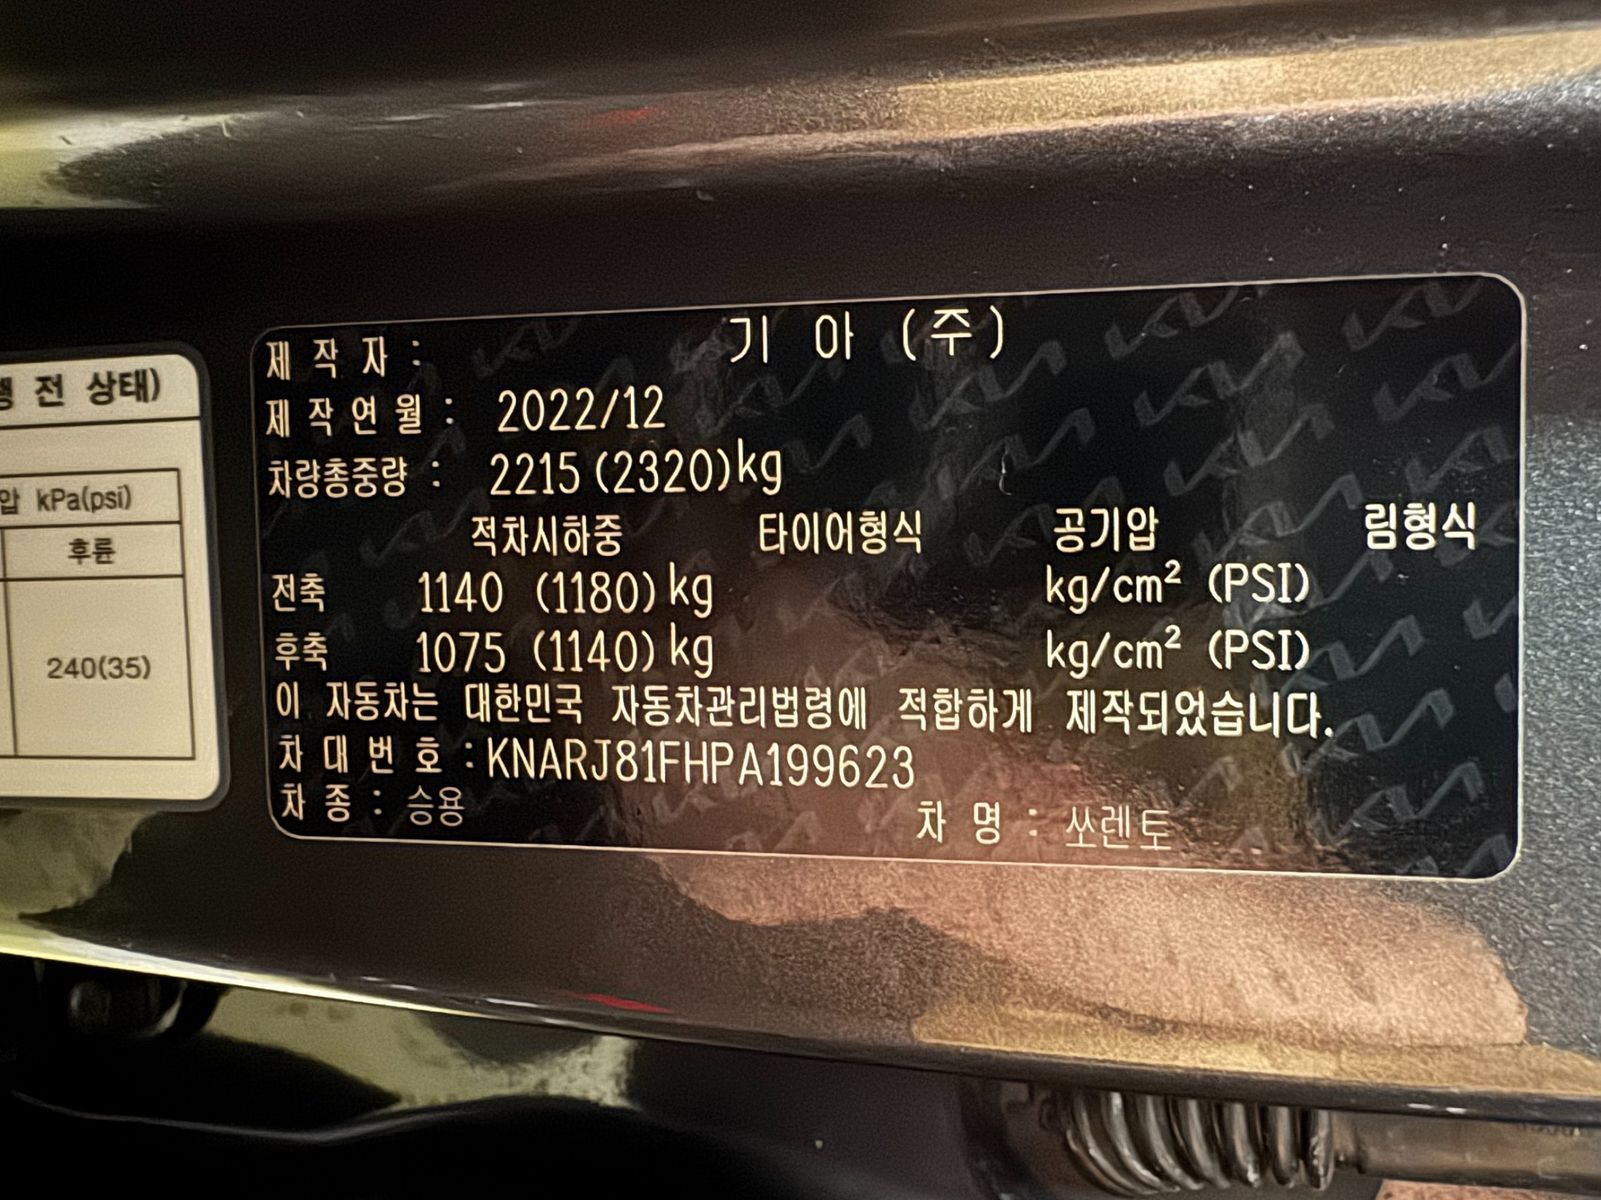 전 상태)
압 kPa(psi)
후륜
240(35)
제 작 자 : 기 아 (주)
제 작 연 월 : 2022/12
차량총중량 : 2215 (2320)kg
적차시하중 타이어형식 공기압 림형식
전축 1140 (1180)kg kg/cm² (PSI)
후축 1075 (1140)kg kg/cm² (PSI)
이 자동차는 대한민국 자동차관리법령에 적합하게 제작되었습니다.
차 대 번 호 : KNARJ81FHPA199623
차 종 : 승용 차 명 : 쏘렌토